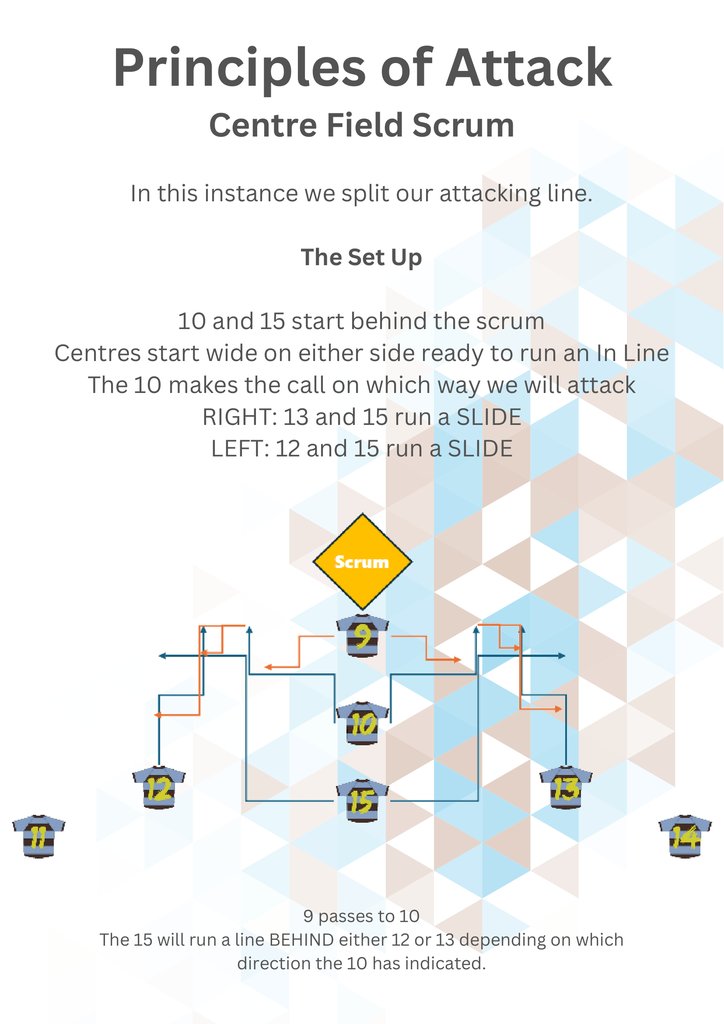 Principles of Attack
Centre Field Scrum
In this instance we split our attacking line.
The Set Up
10 and 15 start behind the scrum
Centres start wide on either side ready to run an In Line
The 10 makes the call on which way we will attack
RIGHT: 13 and 15 run a SLIDE
LEFT: 12 and 15 run a SLIDE
Scrum
9
10
12
15
13
11
14
9 passes to 10
The 15 will run a line BEHIND either 12 or 13 depending on which
direction the 10 has indicated.